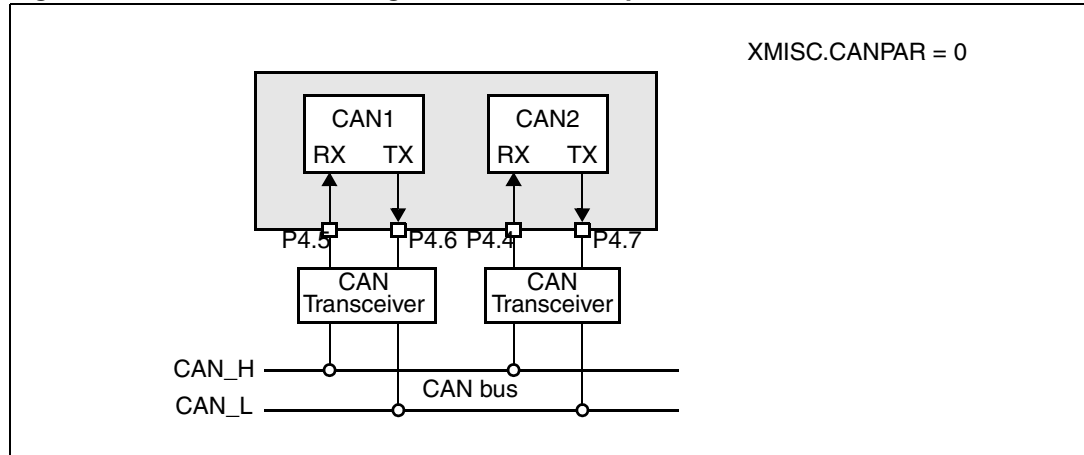 XMISC.CANPAR = 0
CAN1 CAN2
RX TX RX TX
P4.5 P4.6 P4.4 P4.7
CAN Transceiver CAN Transceiver
CAN_H
CAN bus
CAN_L